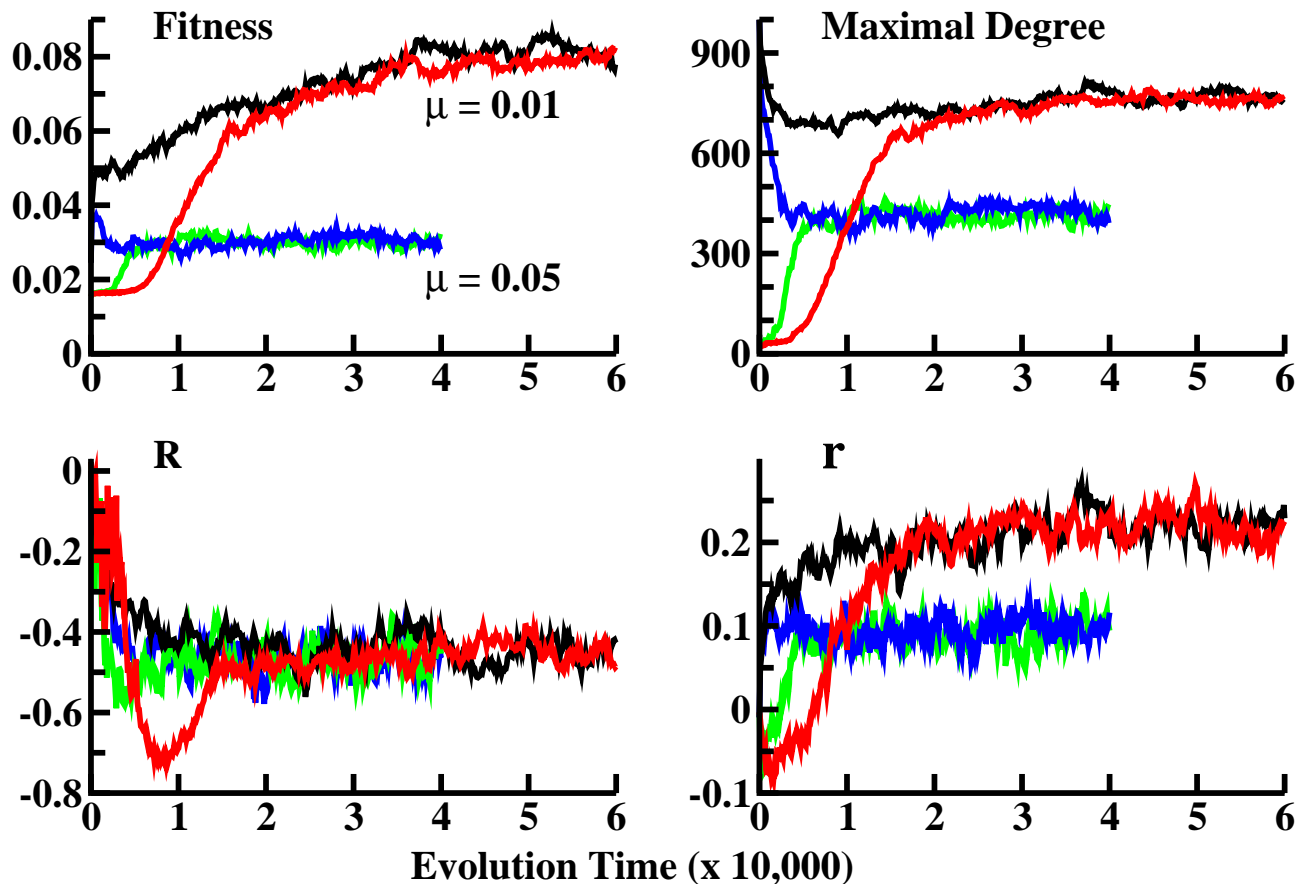 Fitness
0.08
0.06
0.04
0.02
0
μ = 0.01
μ = 0.05
0 1 2 3 4 5 6
Maximal Degree
900
600
300
0
0 1 2 3 4 5 6
R
0
-0.2
-0.4
-0.6
-0.8
0 1 2 3 4 5 6
r
0.2
0.1
0
-0.1
0 1 2 3 4 5 6
Evolution Time (x 10,000)